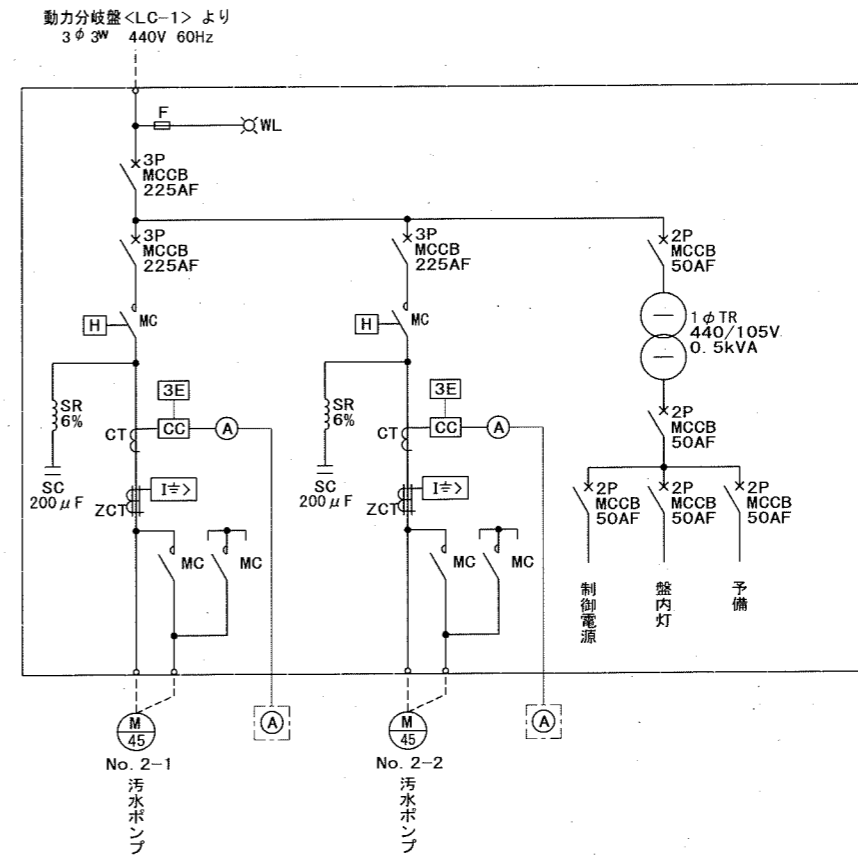 動力分岐盤<LC-1> より
3φ3W 440V 60Hz
F
WL
3P
MCCB
225AF
3P
MCCB
225AF
3P
MCCB
225AF
2P
MCCB
50AF
H
MC
H
MC
1φTR
440/105V
0.5kVA
SR
6%
3E
CT
CC
A
SR
6%
3E
CT
CC
A
2P
MCCB
50AF
SC
200μF
ZCT
I⏚>
SC
200μF
ZCT
I⏚>
2P
MCCB
50AF
2P
MCCB
50AF
2P
MCCB
50AF
MC
MC
MC
MC
制御電源
盤内灯
予備
M
45
A
M
45
A
No. 2-1
汚水ポンプ
No. 2-2
汚水ポンプ